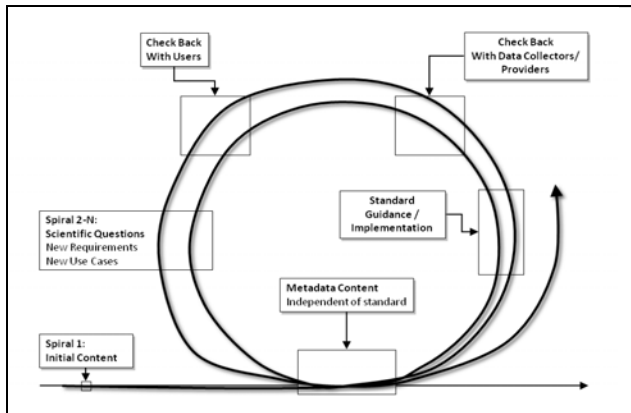 Check Back
With Users
Check Back
With Data Collectors/
Providers
Standard
Guidance /
Implementation
Spiral 2-N:
Scientific Questions
New Requirements
New Use Cases
Metadata Content
Independent of standard
Spiral 1:
Initial Content